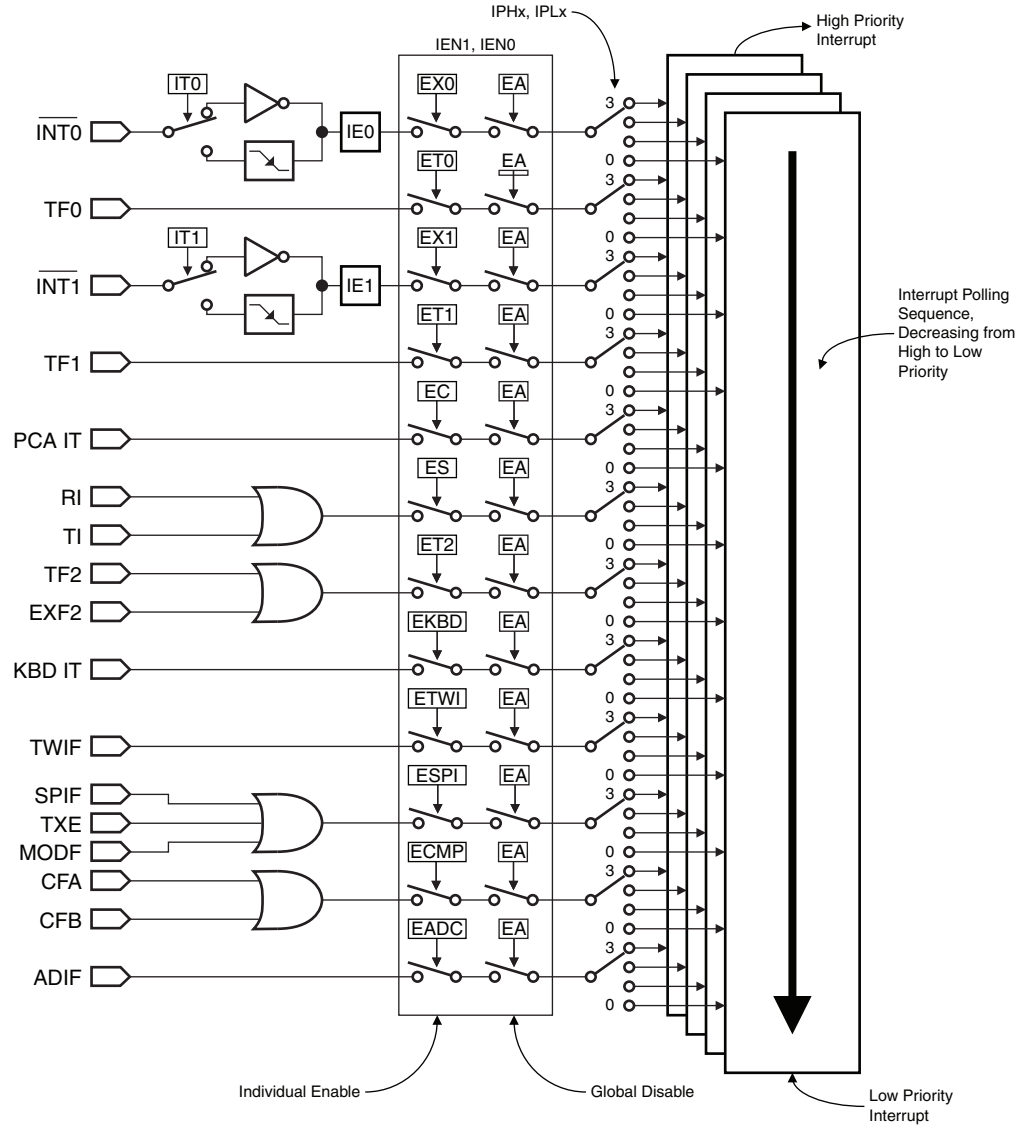 IPHx, IPLx
High Priority
Interrupt
IEN1, IEN0
IT0
EX0
EA
3
INT0
IE0
ET0
EA
0
3
TF0
IT1
EX1
EA
0
3
INT1
IE1
ET1
EA
0
3
TF1
EC
EA
0
3
PCA IT
ES
EA
0
3
RI
TI
ET2
EA
0
3
TF2
EXF2
EKBD
EA
0
3
KBD IT
ETWI
EA
0
3
TWIF
ESPI
EA
0
3
SPIF
TXE
MODF
ECMP
EA
0
3
CFA
CFB
EADC
EA
0
3
ADIF
0
Interrupt Polling
Sequence,
Decreasing from
High to Low
Priority
Individual Enable
Global Disable
Low Priority
Interrupt